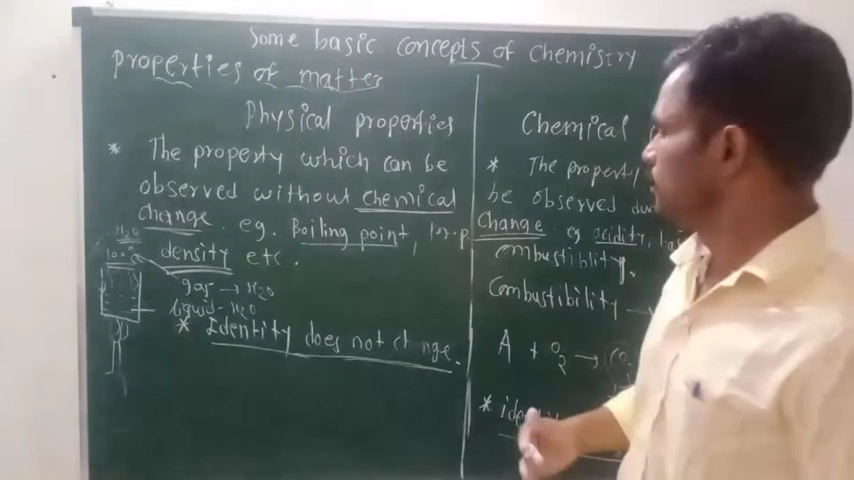 Some basic concepts of chemistry
properties of matter
Physical properties
* The property which can be
observed without chemical
change. eg. Boiling point,
density etc.
H₂O
100°c
gas → H₂O
liquid - H₂O
* Identity does not change.
Chemical
* The property
be observed
change. eg acidity,
combustiblity.
Combustibility →
A + O₂ → CO₂
*